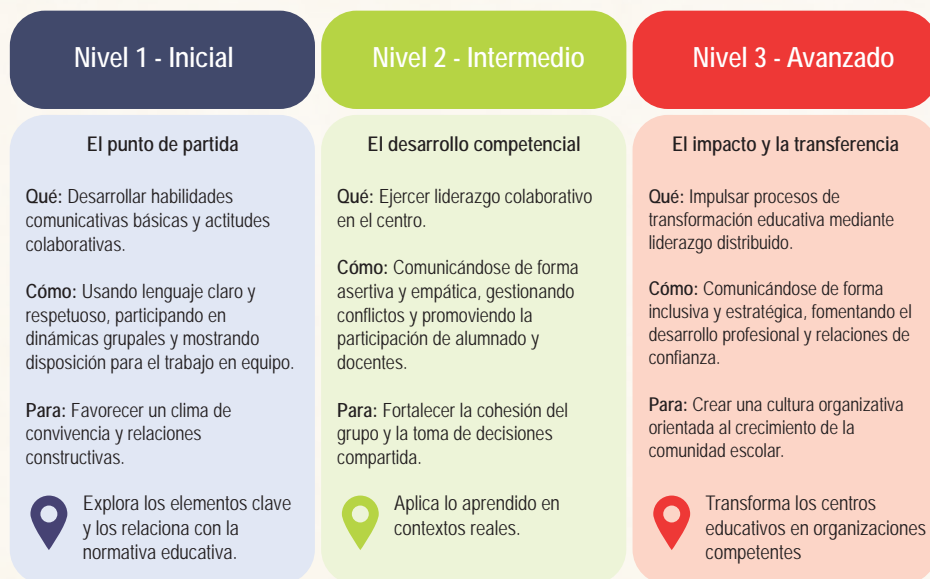 Nivel 1 - Inicial
El punto de partida
Qué: Desarrollar habilidades
comunicativas básicas y actitudes
colaborativas.
Cómo: Usando lenguaje claro y
respetuoso, participando en
dinámicas grupales y mostrando
disposición para el trabajo en equipo.
Para: Favorecer un clima de
convivencia y relaciones
constructivas.
Explora los elementos clave
y los relaciona con la
normativa educativa.
Nivel 2 - Intermedio
El desarrollo competencial
Qué: Ejercer liderazgo colaborativo
en el centro.
Cómo: Comunicándose de forma
asertiva y empática, gestionando
conflictos y promoviendo la
participación de alumnado y
docentes.
Para: Fortalecer la cohesión del
grupo y la toma de decisiones
compartida.
Aplica lo aprendido en
contextos reales.
Nivel 3 - Avanzado
El impacto y la transferencia
Qué: Impulsar procesos de
transformación educativa mediante
liderazgo distribuido.
Cómo: Comunicándose de forma
inclusiva y estratégica, fomentando el
desarrollo profesional y relaciones de
confianza.
Para: Crear una cultura organizativa
orientada al crecimiento de la
comunidad escolar.
Transforma los centros
educativos en organizaciones
competentes